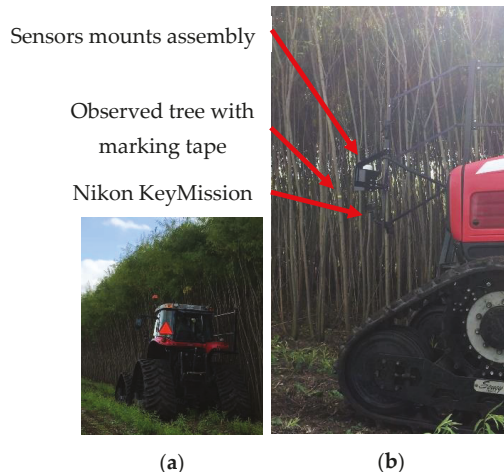 Sensors mounts assembly
Observed tree with
marking tape
Nikon KeyMission
(a)
(b)